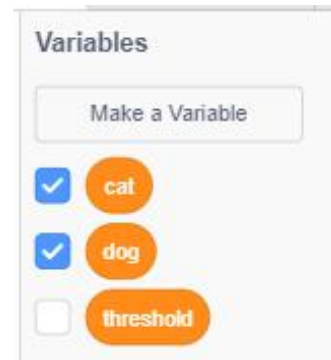 Variables
Make a Variable
cat
dog
threshold